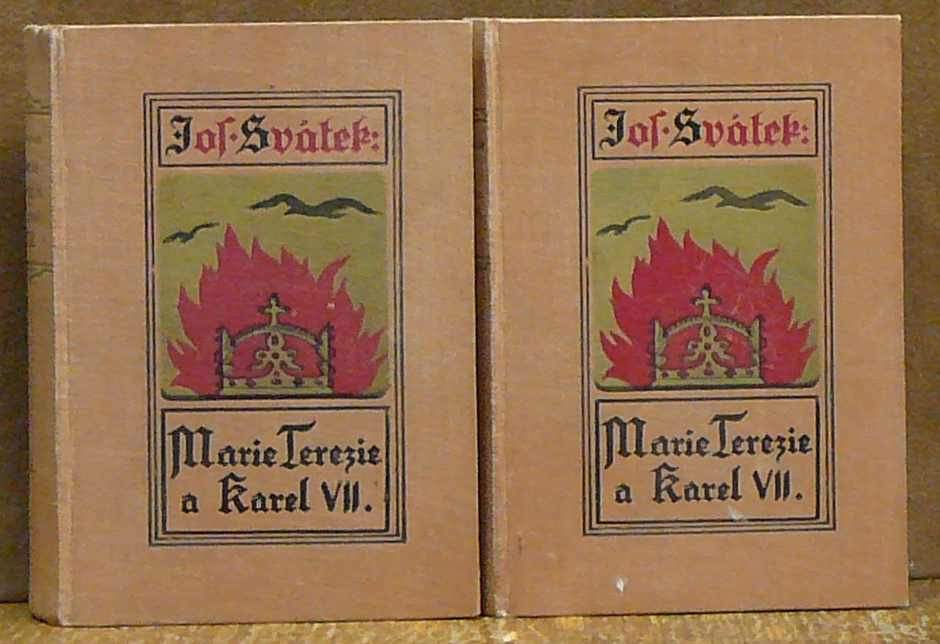 Jos. Svátek:
Marie Terezie
a Karel VII.
Jos. Svátek:
Marie Terezie
a Karel VII.